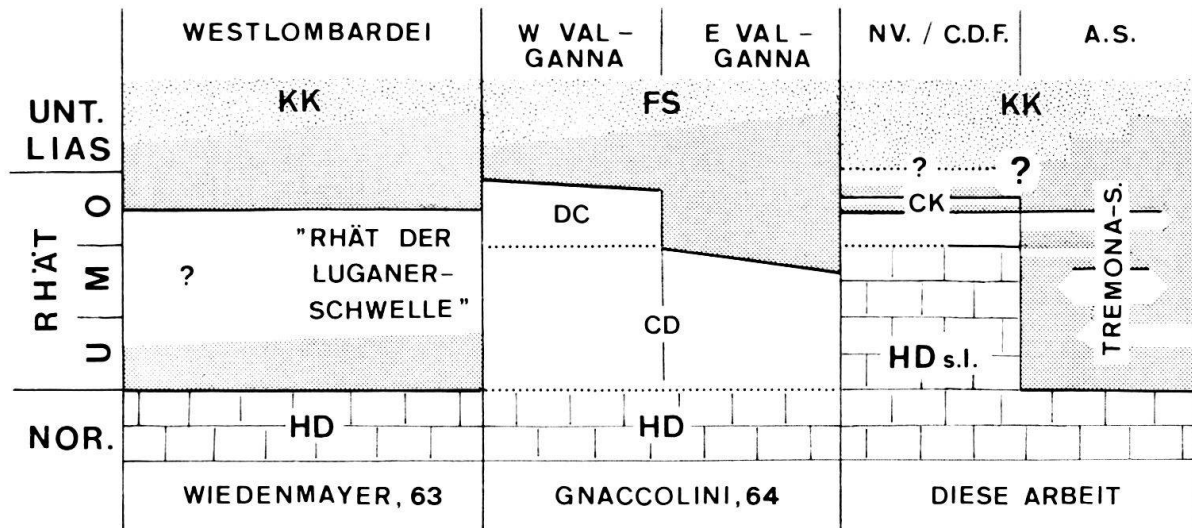 WESTLOMBARDEI
W VAL-
GANNA
E VAL-
GANNA
NV. / C.D.F.
A.S.
UNT.
LIAS
RHÄT
O
M
U
NOR.
KK
?
"RHÄT DER
LUGANER-
SCHWELLE"
HD
FS
DC
CD
HD
KK
?
?
CK
HD s.l.
TREMONA-S.
WIEDENMAYER, 63
GNACCOLINI, 64
DIESE ARBEIT